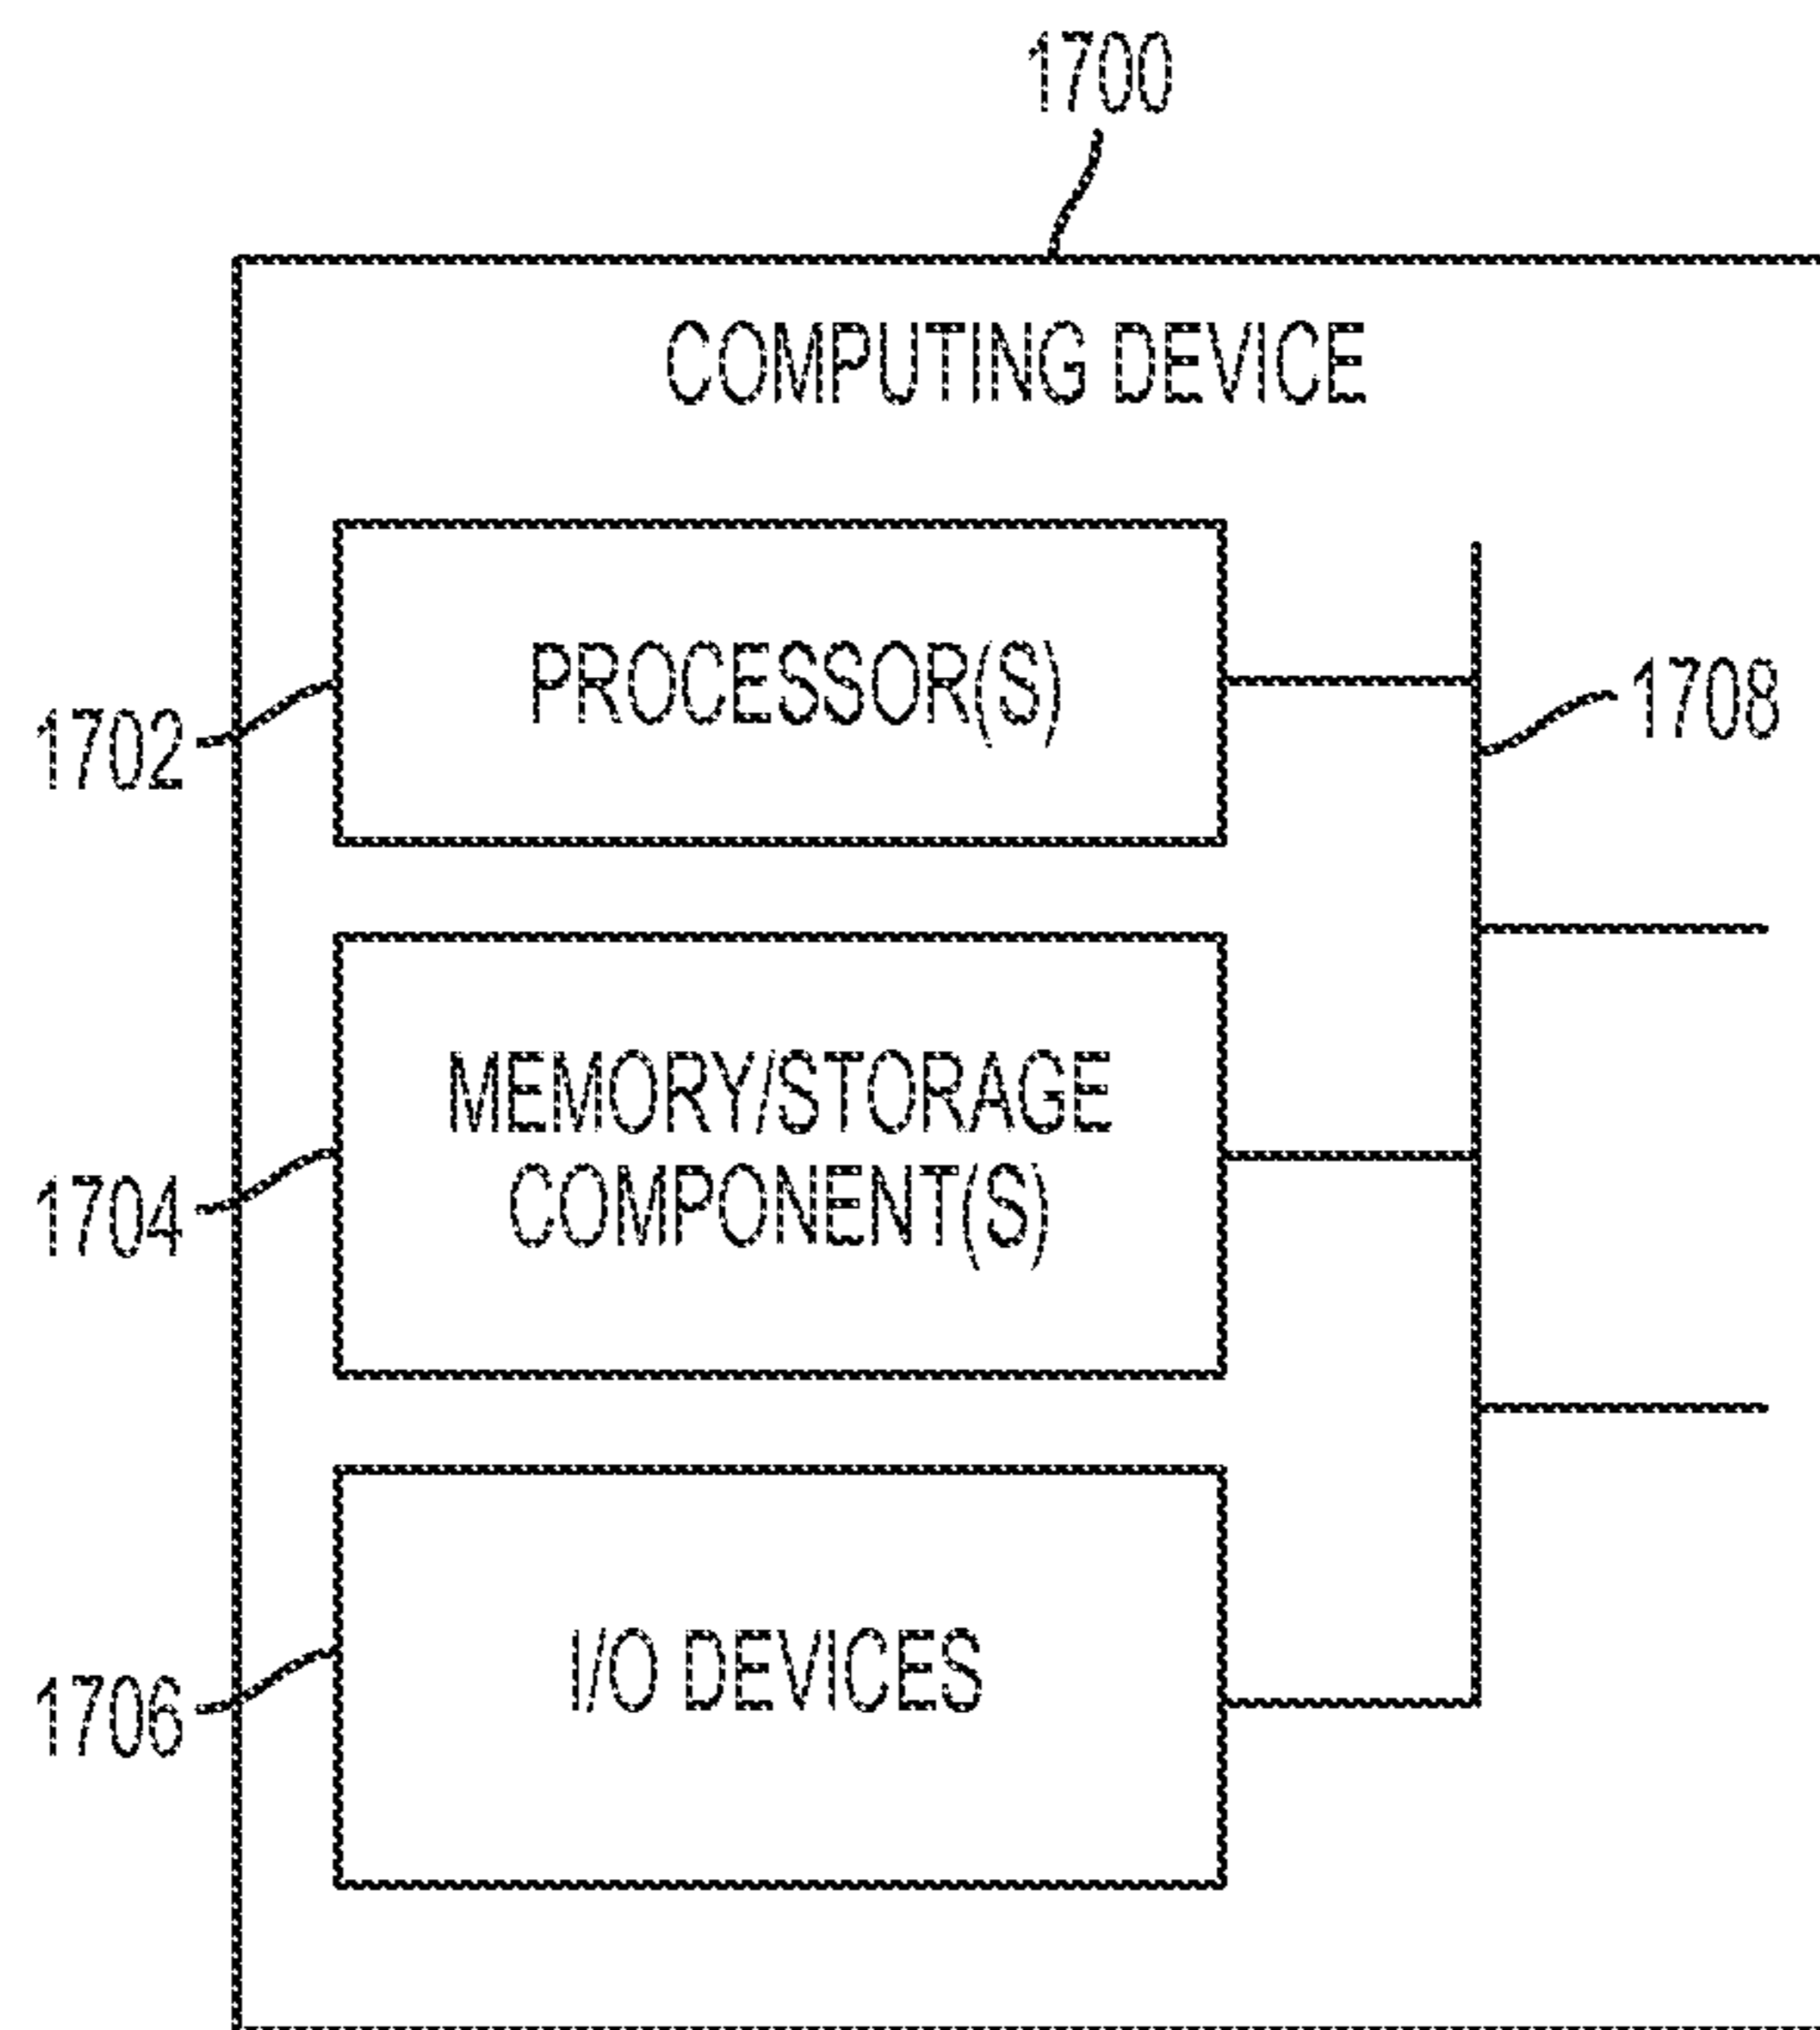 1700
COMPUTING DEVICE
PROCESSOR(S)
1702
1708
MEMORY/STORAGE
COMPONENT(S)
1704
I/O DEVICES
1706